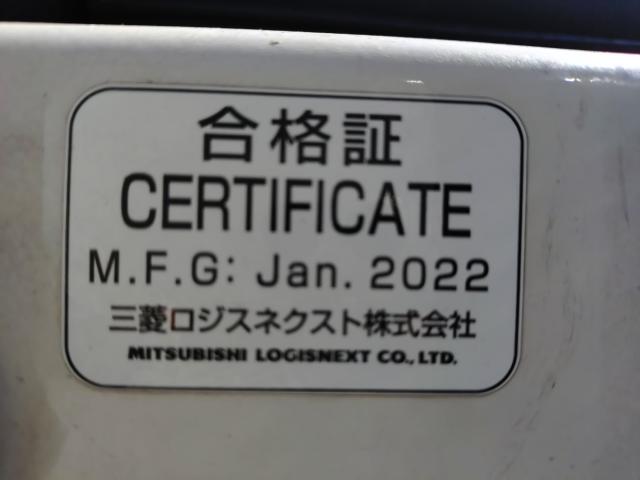 合格証
CERTIFICATE
M.F.G: Jan. 2022
三菱ロジスネクスト株式会社
MITSUBISHI LOGISNEXT CO., LTD.